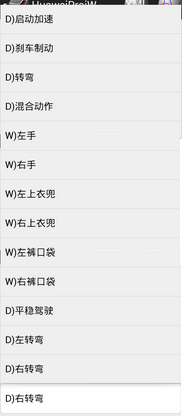 D)启动加速
D)刹车制动
D)转弯
D)混合动作
W)左手
W)右手
W)左上衣兜
W)右上衣兜
W)左裤口袋
W)右裤口袋
D)平稳驾驶
D)左转弯
D)右转弯
D)右转弯